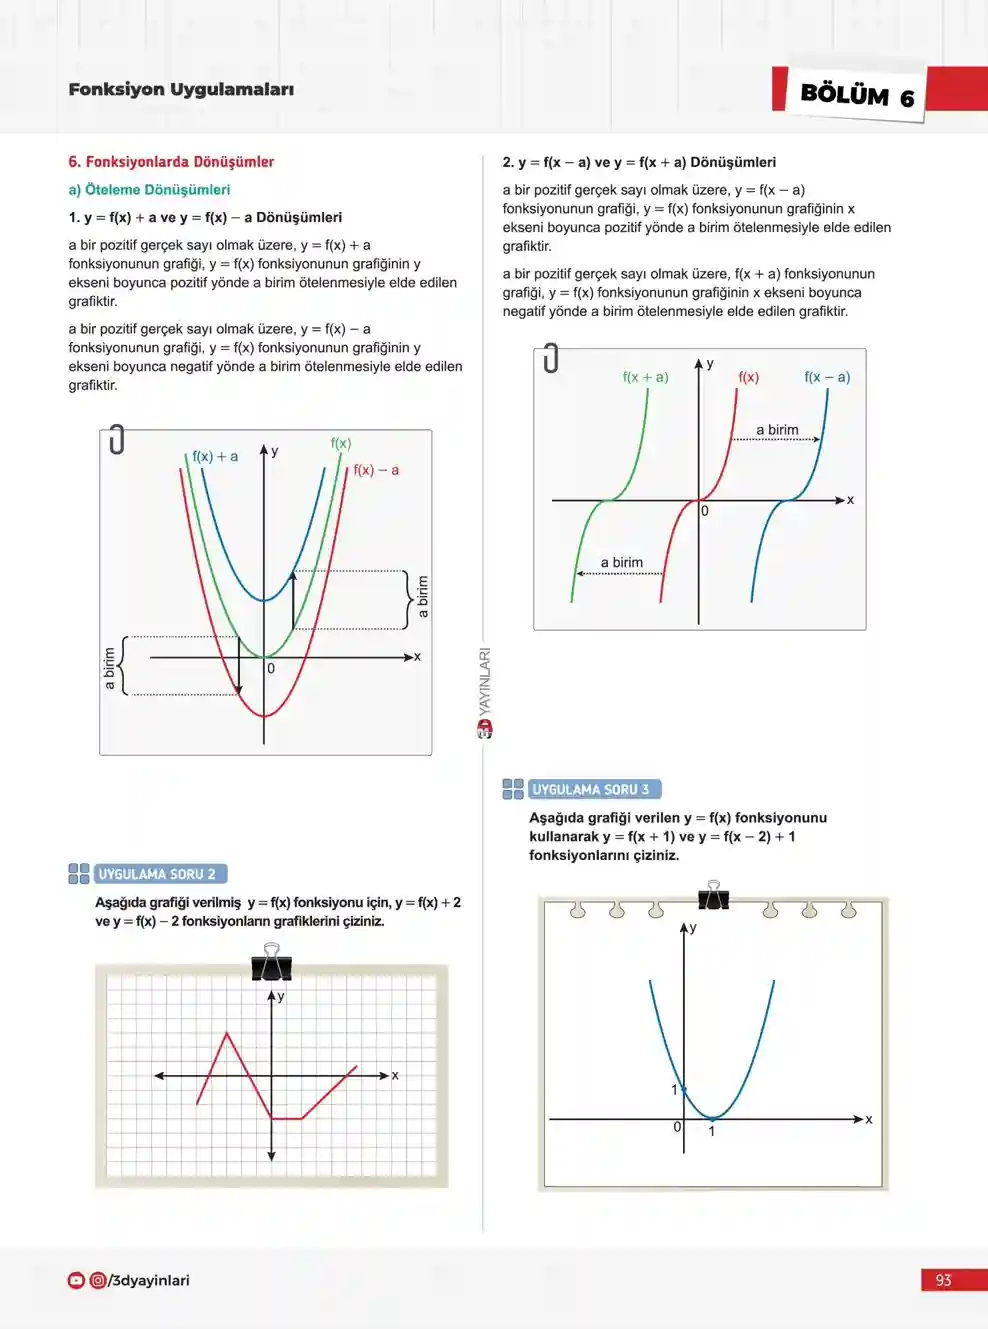 Fonksiyon Uygulamaları
BÖLÜM 6
6. Fonksiyonlarda Dönüşümler
a) Öteleme Dönüşümleri
1. y = f(x) + a ve y = f(x) − a Dönüşümleri
a bir pozitif gerçek sayı olmak üzere, y = f(x) + a
fonksiyonunun grafiği, y = f(x) fonksiyonunun grafiğinin y
ekseni boyunca pozitif yönde a birim ötelenmesiyle elde edilen
grafiktir.
a bir pozitif gerçek sayı olmak üzere, y = f(x) − a
fonksiyonunun grafiği, y = f(x) fonksiyonunun grafiğinin y
ekseni boyunca negatif yönde a birim ötelenmesiyle elde edilen
grafiktir.
f(x) + a
y
f(x)
f(x) − a
a birim
a birim
x
0
UYGULAMA SORU 2
Aşağıda grafiği verilmiş y = f(x) fonksiyonu için, y = f(x) + 2
ve y = f(x) − 2 fonksiyonların grafiklerini çiziniz.
y
x
3D YAYINLARI
2. y = f(x − a) ve y = f(x + a) Dönüşümleri
a bir pozitif gerçek sayı olmak üzere, y = f(x − a)
fonksiyonunun grafiği, y = f(x) fonksiyonunun grafiğinin x
ekseni boyunca pozitif yönde a birim ötelenmesiyle elde edilen
grafiktir.
a bir pozitif gerçek sayı olmak üzere, f(x + a) fonksiyonunun
grafiği, y = f(x) fonksiyonunun grafiğinin x ekseni boyunca
negatif yönde a birim ötelenmesiyle elde edilen grafiktir.
f(x + a)
y
f(x)
f(x − a)
a birim
x
0
a birim
UYGULAMA SORU 3
Aşağıda grafiği verilen y = f(x) fonksiyonunu
kullanarak y = f(x + 1) ve y = f(x − 2) + 1
fonksiyonlarını çiziniz.
y
1
x
0
1
/3dyayinlari
93